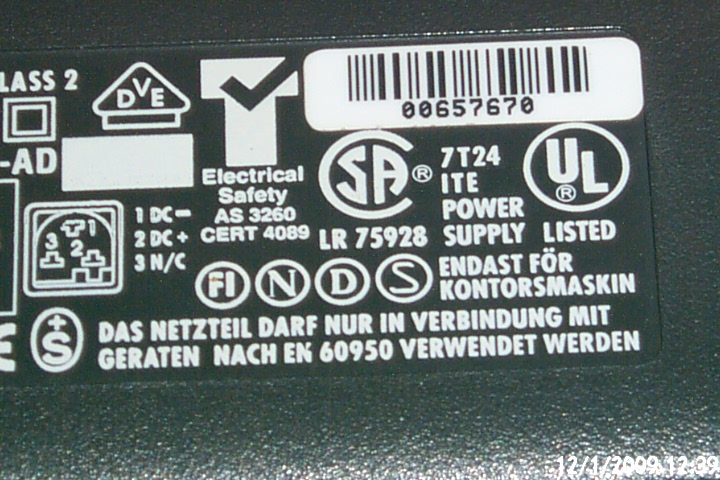 LASS 2
DVE
-AD
00657670
Electrical
Safety
AS 3260
CERT 4089
SA ®
LR 75928
7T24
ITE
POWER
SUPPLY
UL ®
LISTED
1 DC -
2 DC +
3 N/C
3 1
2
FI N D S
ENDAST FÖR
KONTORSMASKIN
+
S
DAS NETZTEIL DARF NUR IN VERBINDUNG MIT
GERATEN NACH EN 60950 VERWENDET WERDEN
12/1/2009 12:39